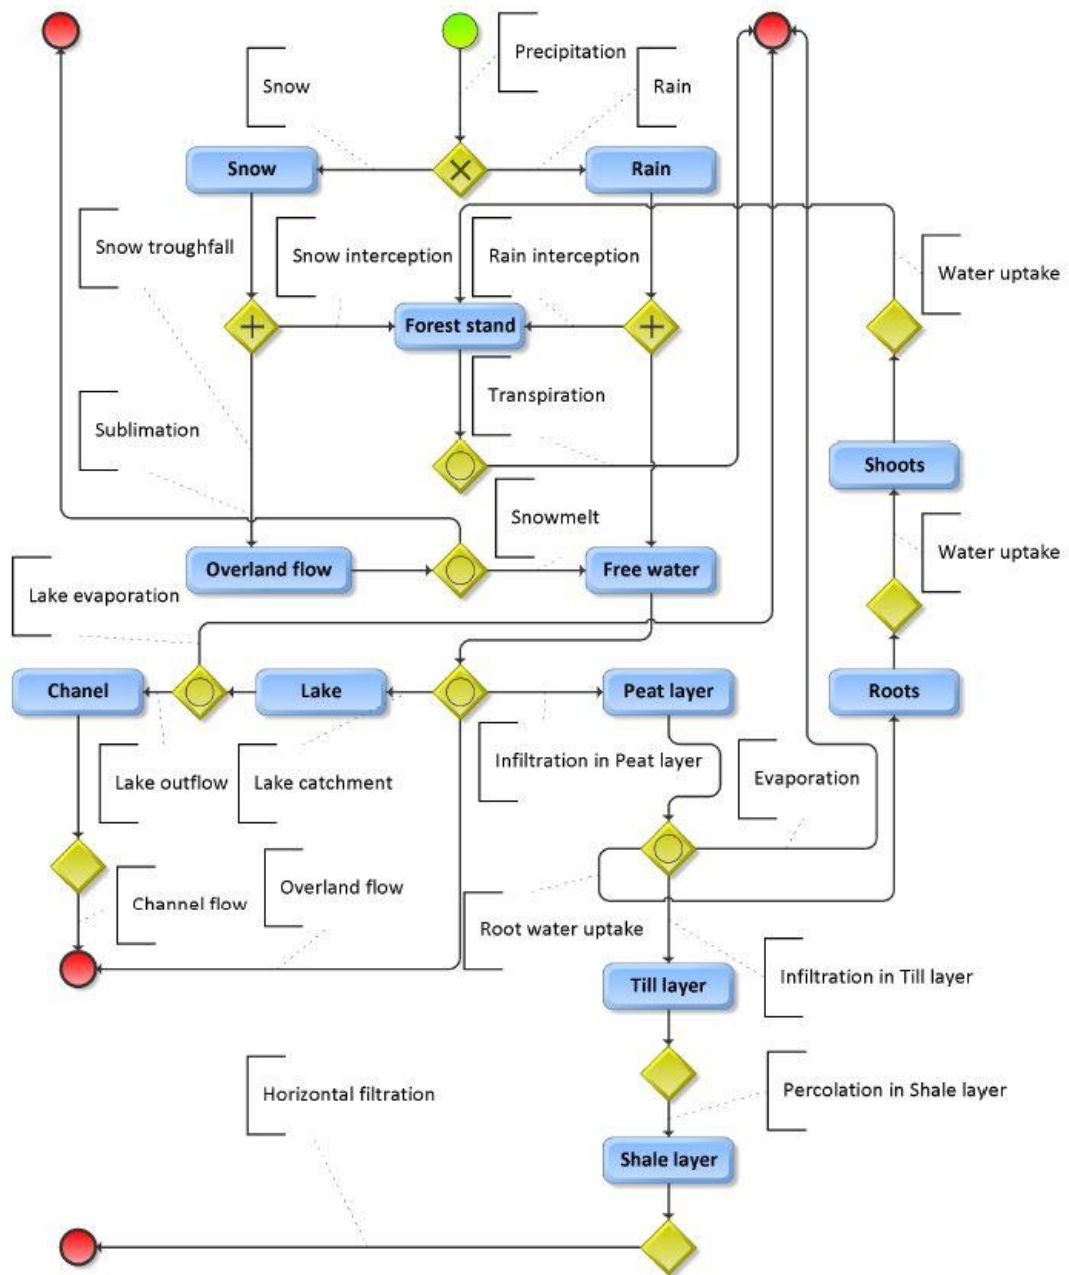 Precipitation
Snow
Rain
Snow
Rain
Snow troughfall
Snow interception
Rain interception
Water uptake
Forest stand
Transpiration
Sublimation
Shoots
Snowmelt
Water uptake
Overland flow
Free water
Lake evaporation
Chanel
Lake
Peat layer
Roots
Infiltration in Peat layer
Evaporation
Lake outflow
Lake catchment
Overland flow
Channel flow
Root water uptake
Infiltration in Till layer
Till layer
Percolation in Shale layer
Horizontal filtration
Shale layer